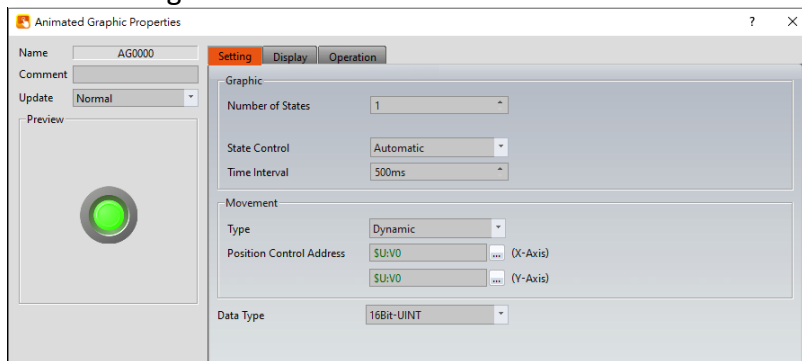 Animated Graphic Properties ?
Name AG0000
Comment
Update Normal
Preview
Setting Display Operation
Graphic
Number of States 1
State Control Automatic
Time Interval 500ms
Movement
Type Dynamic
Position Control Address $U:V0 ... (X-Axis)
$U:V0 ... (Y-Axis)
Data Type 16Bit-UINT